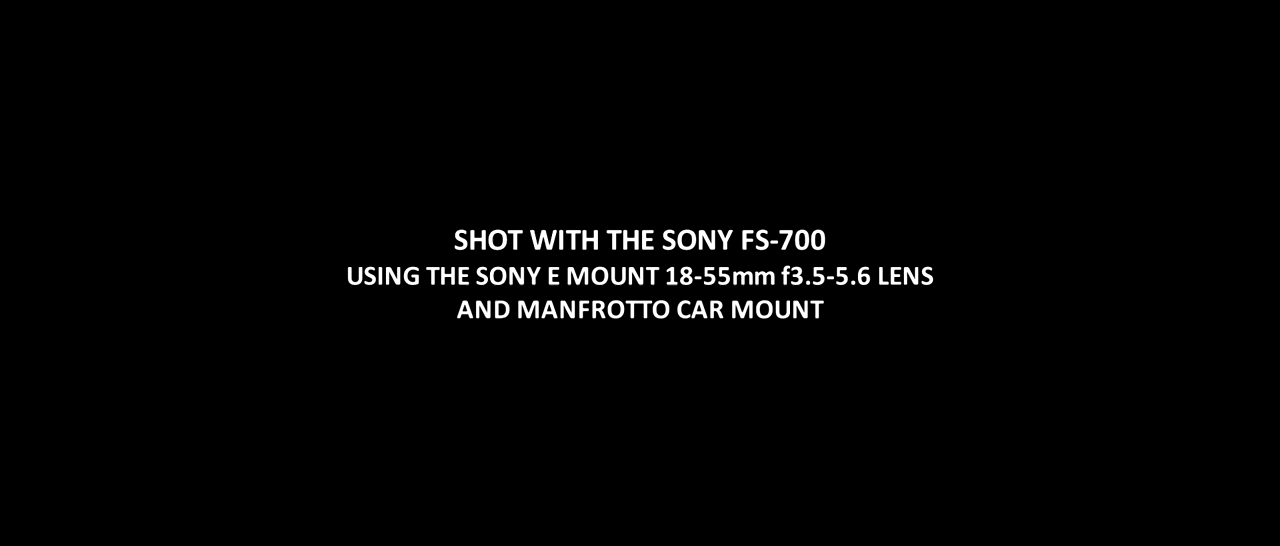 SHOT WITH THE SONY FS-700
USING THE SONY E MOUNT 18-55mm f3.5-5.6 LENS
AND MANFROTTO CAR MOUNT